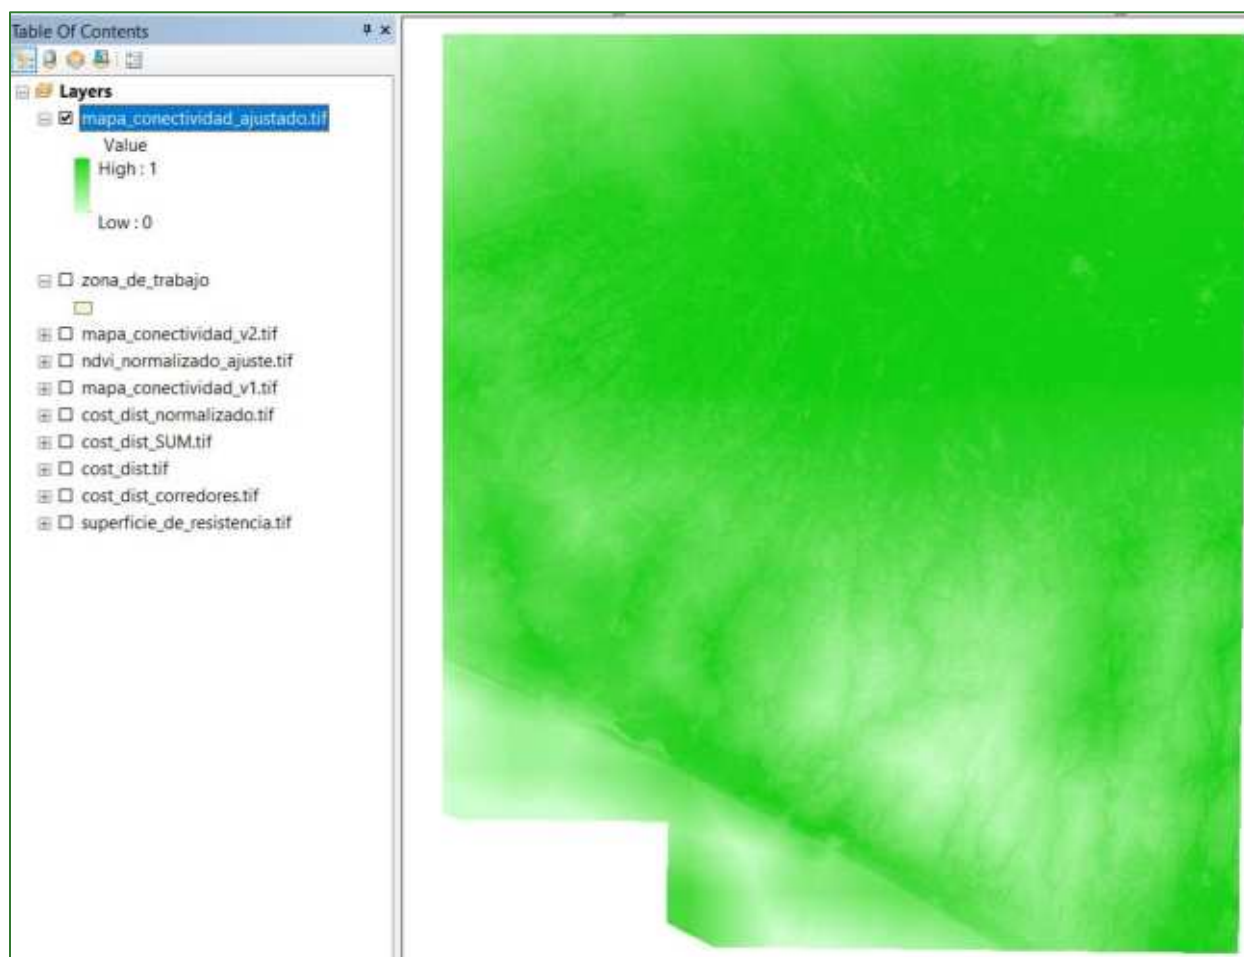 Table Of Contents
Layers
mapa_conectividad_ajustado.tif
Value
High : 1
Low : 0
zona_de_trabajo
mapa_conectividad_v2.tif
ndvi_normalizado_ajuste.tif
mapa_conectividad_v1.tif
cost_dist_normalizado.tif
cost_dist_SUM.tif
cost_dist.tif
cost_dist_corredores.tif
superficie_de_resistencia.tif